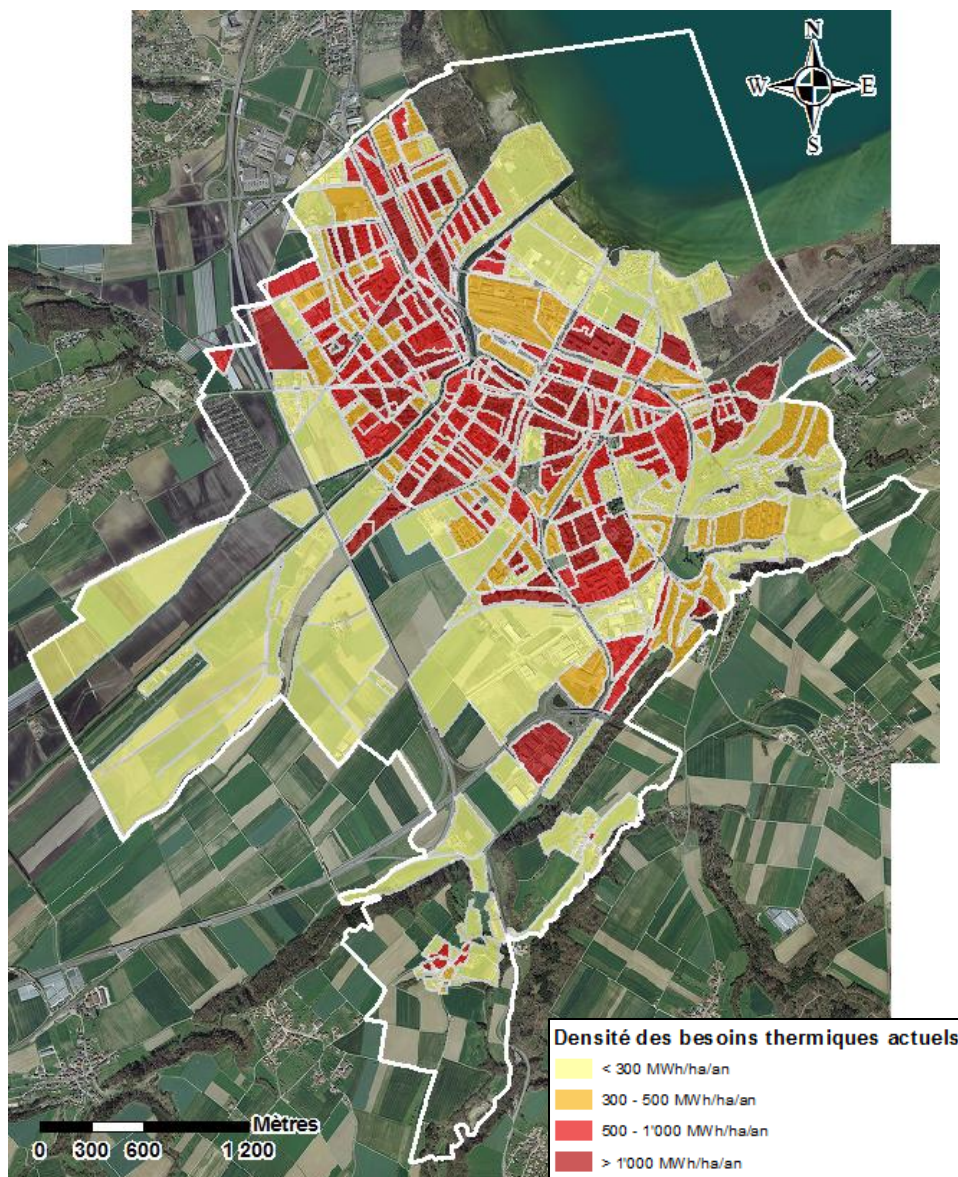 N
W E
S
Densité des besoins thermiques actuels
< 300 MWh/ha/an
300 - 500 MWh/ha/an
500 - 1'000 MWh/ha/an
> 1'000 MWh/ha/an
Mètres
0 300 600 1 200